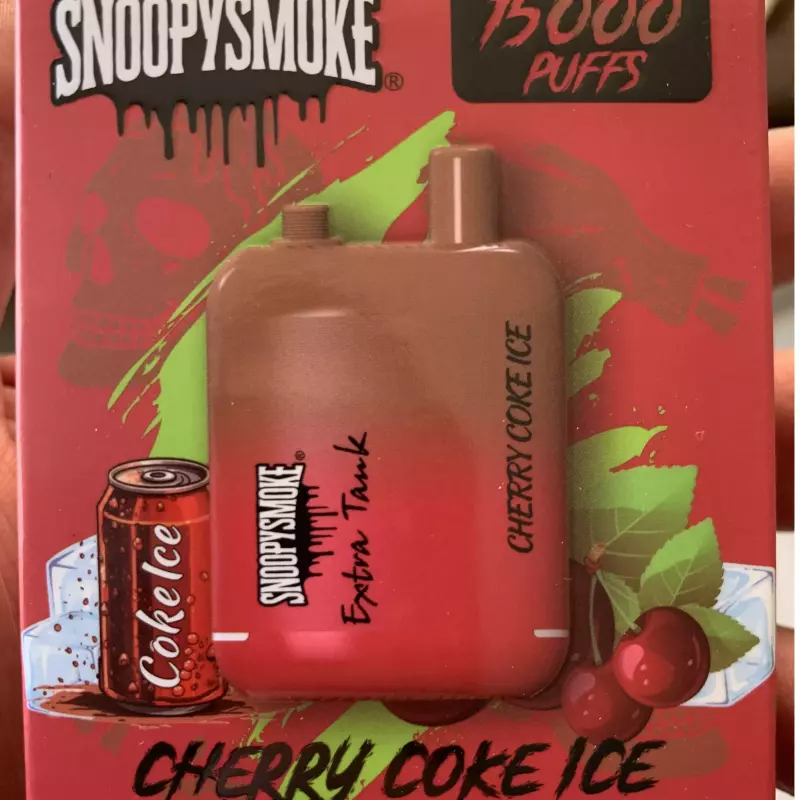 SNOOPYSMOKE®
15000
PUFFS
CHERRY COKE ICE
SNOOPYSMOKE®
Extra Tank
Coke Ice
CHERRY COKE ICE